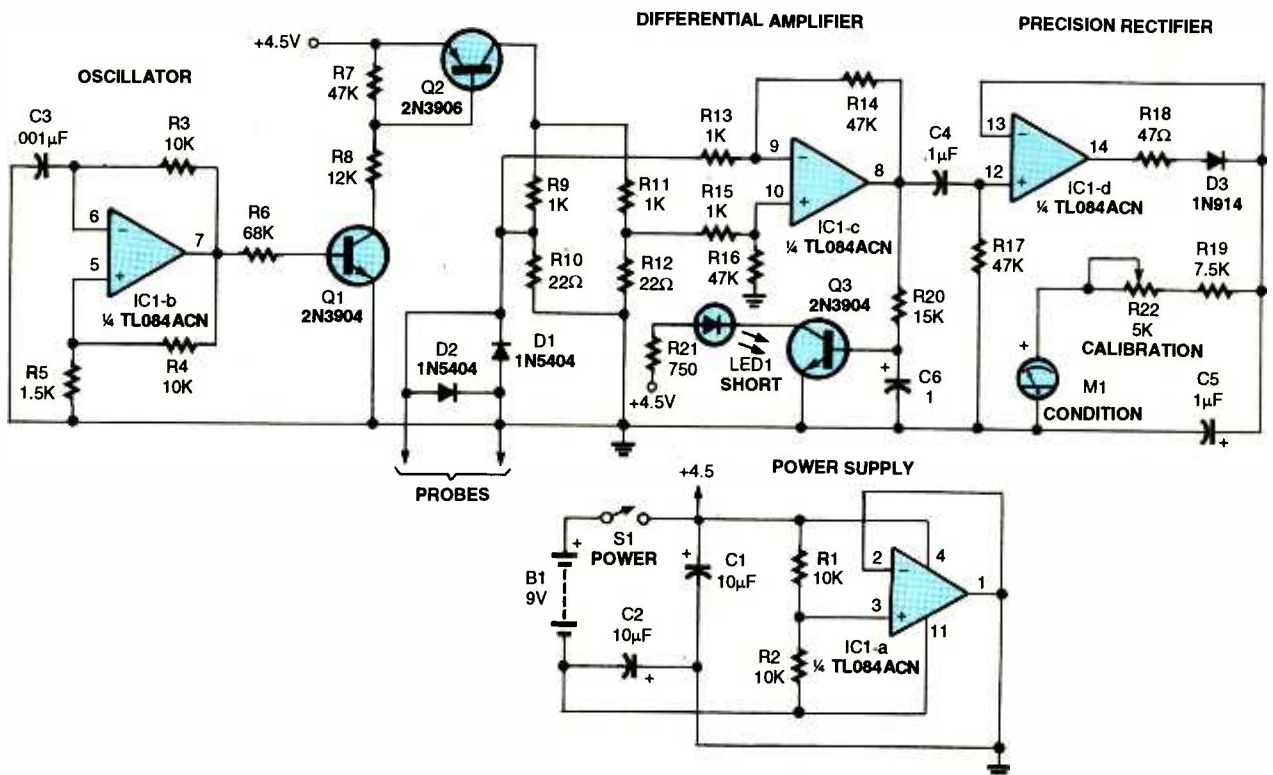 DIFFERENTIAL AMPLIFIER
PRECISION RECTIFIER
OSCILLATOR
+4.5V
R7
47K
Q2
2N3906
C3
.001µF
R3
10K
R8
12K
6
5
7
IC1-b
¼ TL084ACN
R6
68K
Q1
2N3904
R5
1.5K
R4
10K
R9
1K
R10
22Ω
R11
1K
R12
22Ω
D1
1N5404
D2
1N5404
PROBES
R13
1K
R14
47K
R15
1K
R16
47K
9
10
8
IC1-c
¼ TL084ACN
C4
.1µF
Q3
2N3904
R20
15K
R21
750
+4.5V
LED1
SHORT
+
C6
1
R17
47K
13
12
14
IC1-d
¼ TL084ACN
R18
47Ω
D3
1N914
R19
7.5K
R22
5K
CALIBRATION
+
M1
CONDITION
C5
1µF
+
POWER SUPPLY
+4.5
S1
POWER
+
B1
9V
C2
10µF
+
+
C1
10µF
R1
10K
R2
10K
2
3
4
11
1
IC1-a
¼ TL084ACN